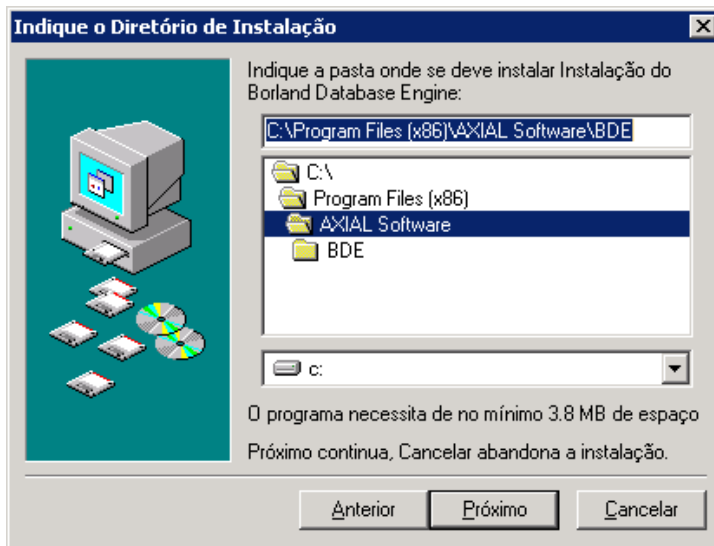 Indique o Diretório de Instalação
Indique a pasta onde se deve instalar Instalação do
Borland Database Engine:
C:\Program Files (x86)\AXIAL Software\BDE
C:\
Program Files (x86)
AXIAL Software
BDE
c:
O programa necessita de no mínimo 3.8 MB de espaço
Próximo continua, Cancelar abandona a instalação.
Anterior
Próximo
Cancelar